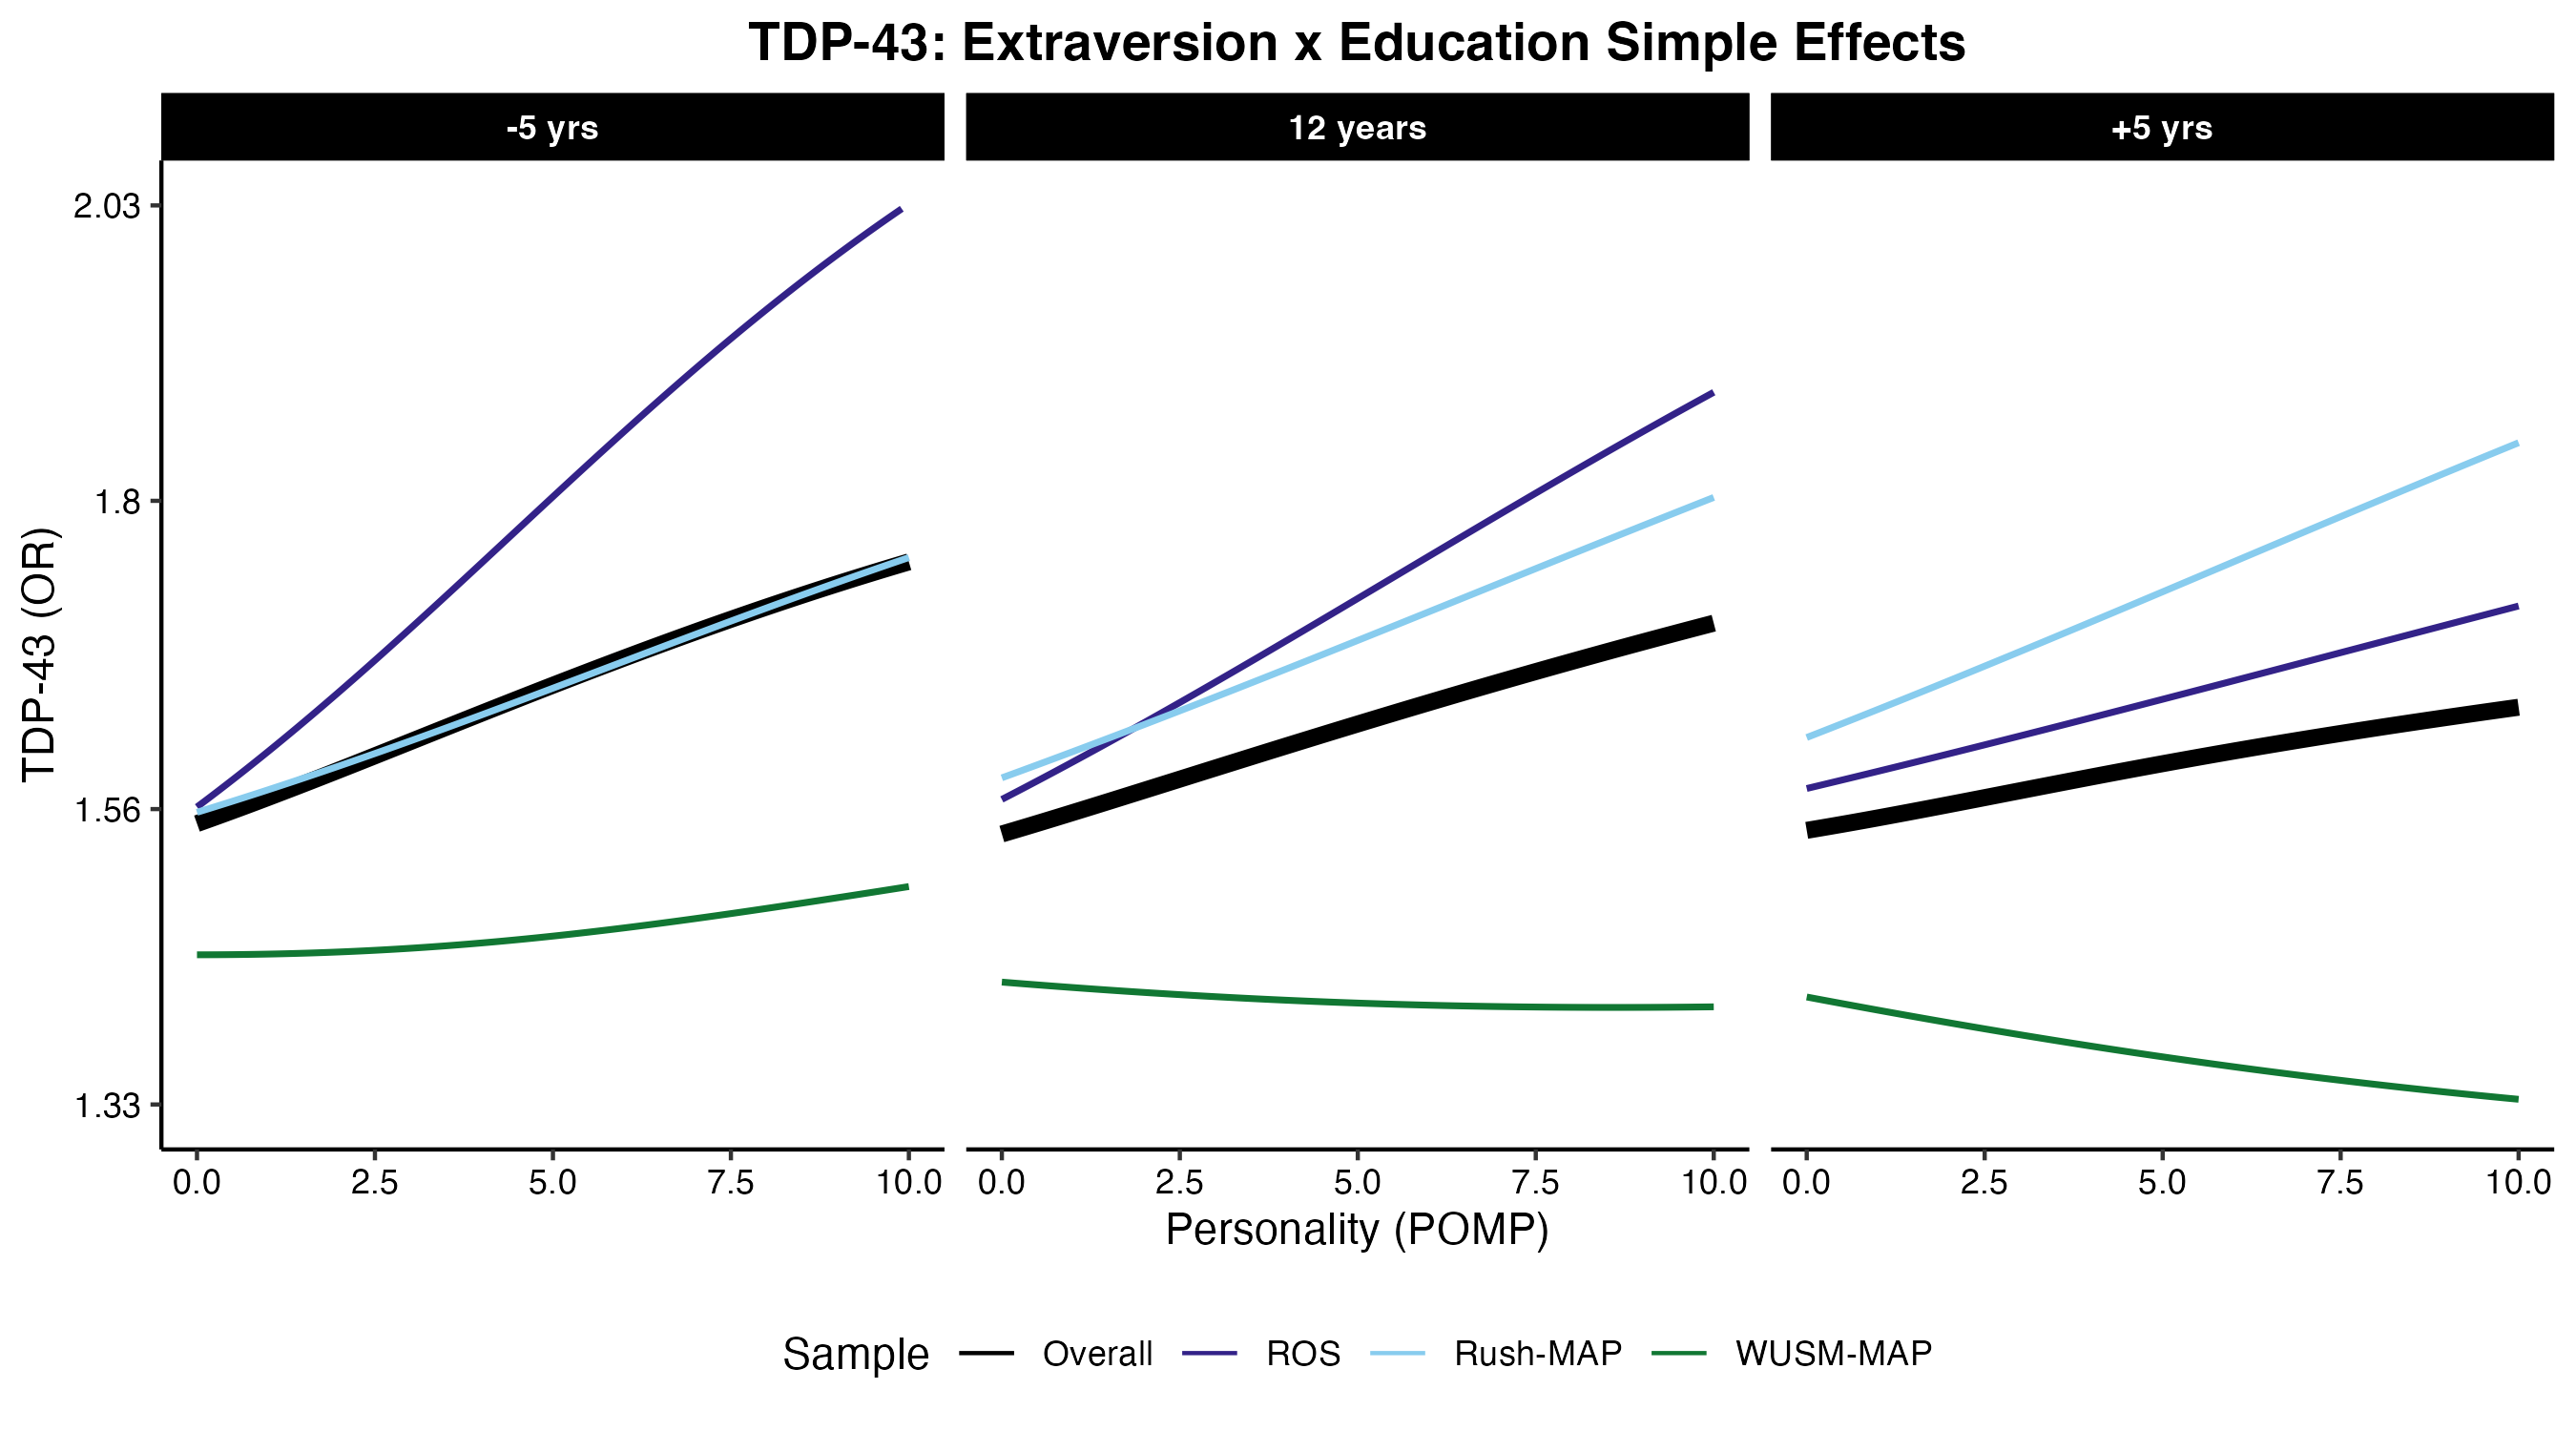 TDP-43: Extraversion x Education Simple Effects
-5 yrs 12 years +5 yrs
2.03
1.8
1.56
1.33
TDP-43 (OR)
0.0 2.5 5.0 7.5 10.0 0.0 2.5 5.0 7.5 10.0 0.0 2.5 5.0 7.5 10.0
Personality (POMP)
Sample Overall ROS Rush-MAP WUSM-MAP